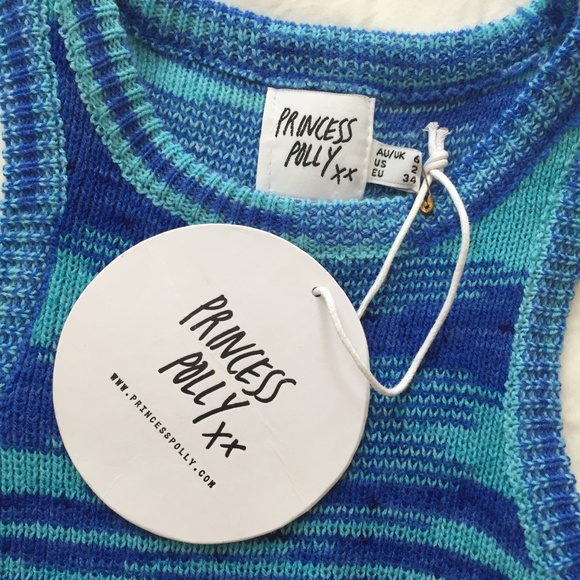 PRINCESS
POLLY xx
AU/UK 6
US 2
EU 34
PRINCESS
POLLY xx
WWW.PRINCESSPOLLY.COM